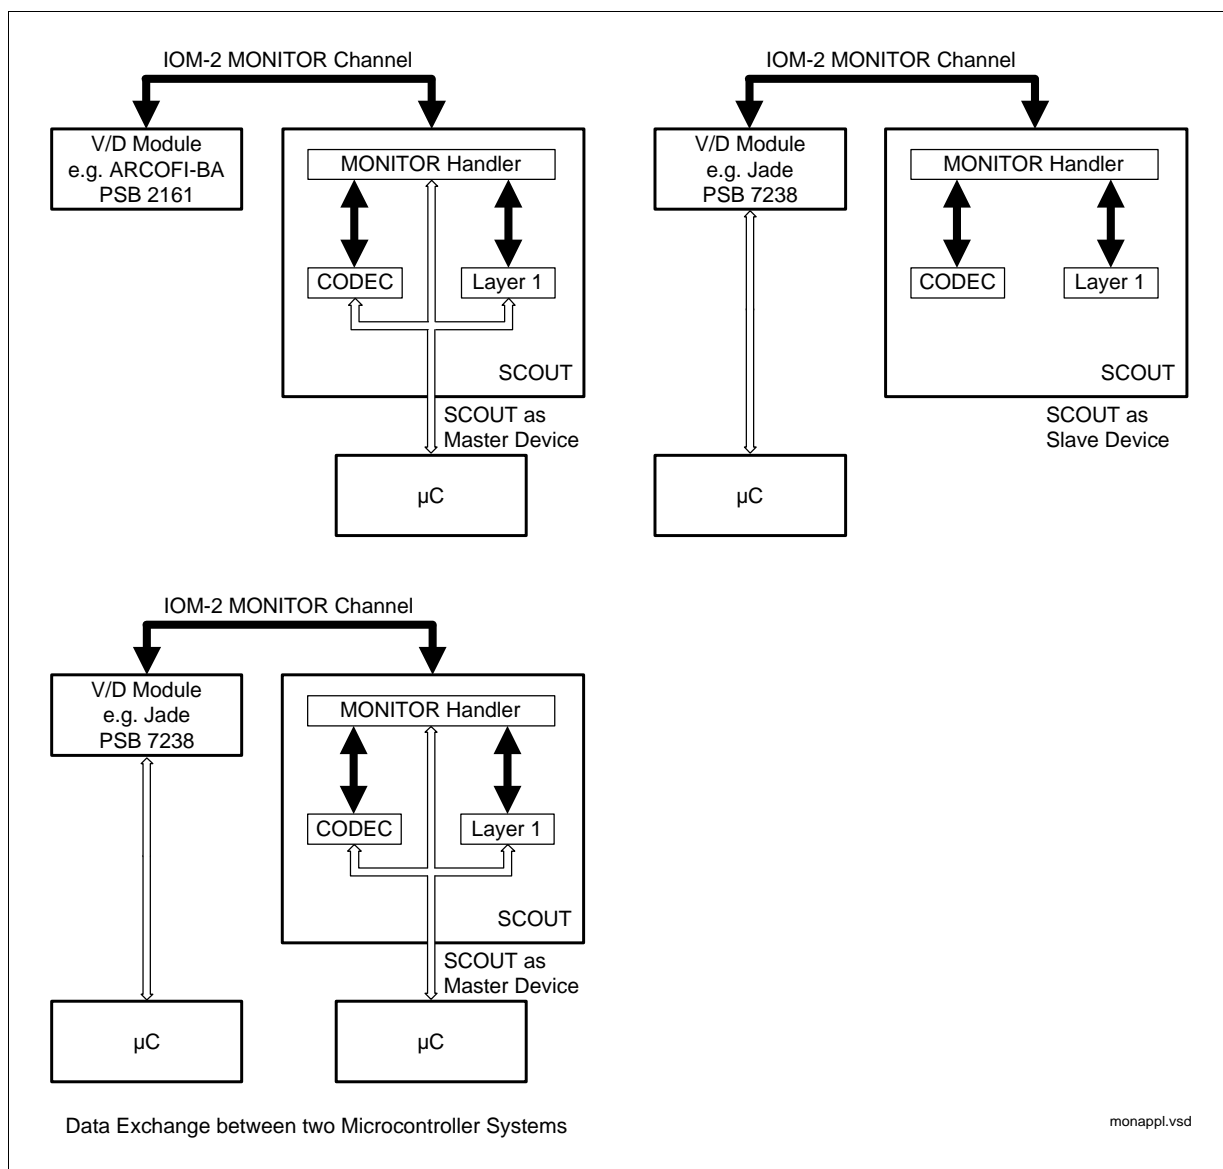 IOM-2 MONITOR Channel
V/D Module
e.g. ARCOFI-BA
PSB 2161
MONITOR Handler
CODEC
Layer 1
SCOUT
SCOUT as
Master Device
µC
IOM-2 MONITOR Channel
V/D Module
e.g. Jade
PSB 7238
MONITOR Handler
CODEC
Layer 1
SCOUT
SCOUT as
Slave Device
µC
IOM-2 MONITOR Channel
V/D Module
e.g. Jade
PSB 7238
MONITOR Handler
CODEC
Layer 1
SCOUT
SCOUT as
Master Device
µC
µC
Data Exchange between two Microcontroller Systems
monappl.vsd